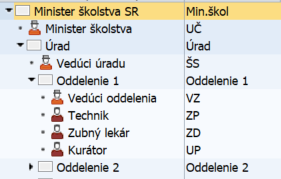 Minister školstva SR Min.škol
Minister školstva UČ
Úrad Úrad
Vedúci úradu ŠS
Oddelenie 1 Oddelenie 1
Vedúci oddelenia VZ
Technik ZP
Zubný lekár ZD
Kurátor UP
Oddelenie 2 Oddelenie 2